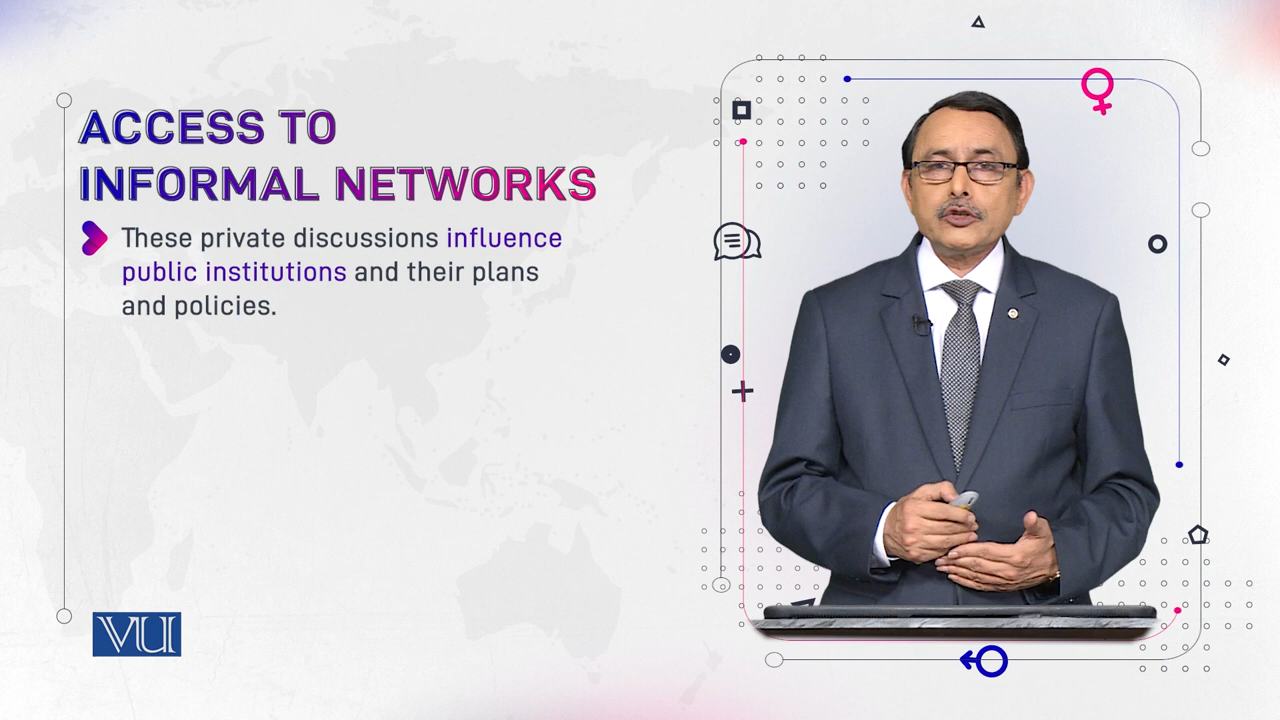 ACCESS TO
INFORMAL NETWORKS
These private discussions influence
public institutions and their plans
and policies.
VU